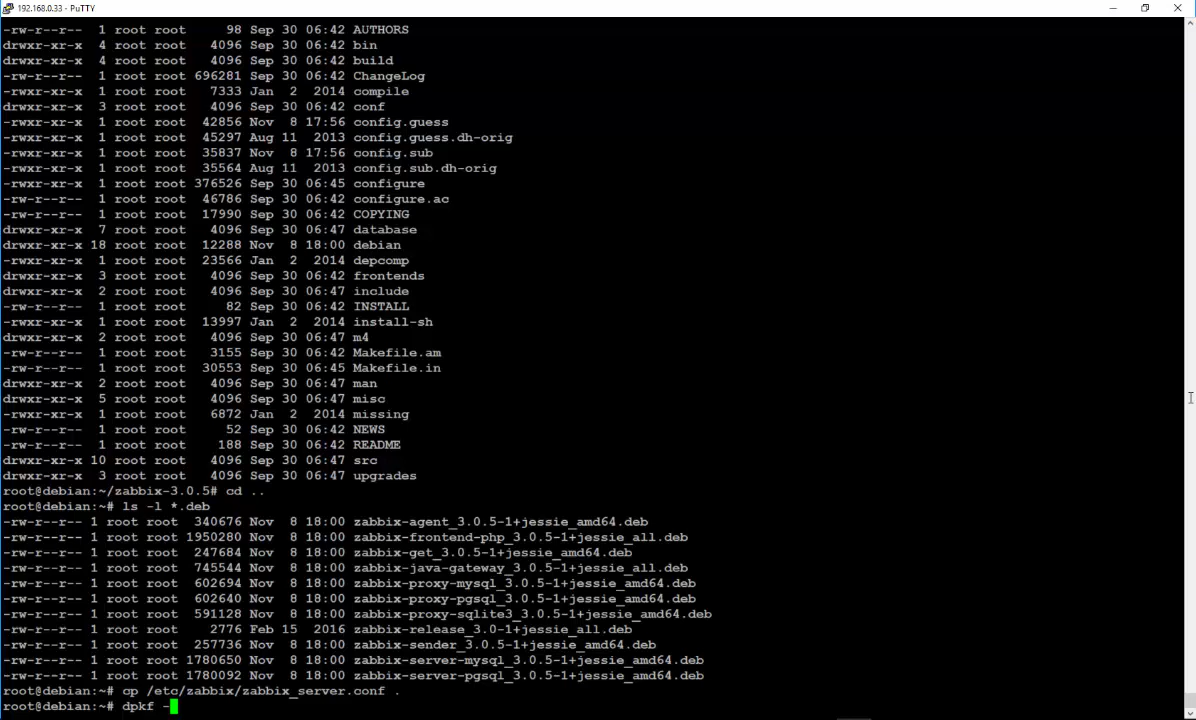 192.168.0.33 - PuTTY
-rw-r--r-- 1 root root 98 Sep 30 06:42 AUTHORS
drwxr-xr-x 4 root root 4096 Sep 30 06:42 bin
drwxr-xr-x 4 root root 4096 Sep 30 06:42 build
-rw-r--r-- 1 root root 696281 Sep 30 06:42 ChangeLog
-rwxr-xr-x 1 root root 7333 Jan 2 2014 compile
drwxr-xr-x 3 root root 4096 Sep 30 06:42 conf
-rwxr-xr-x 1 root root 42856 Nov 8 17:56 config.guess
-rwxr-xr-x 1 root root 45297 Aug 11 2013 config.guess.dh-orig
-rwxr-xr-x 1 root root 35837 Nov 8 17:56 config.sub
-rwxr-xr-x 1 root root 35564 Aug 11 2013 config.sub.dh-orig
-rwxr-xr-x 1 root root 376526 Sep 30 06:45 configure
-rw-r--r-- 1 root root 46786 Sep 30 06:42 configure.ac
-rw-r--r-- 1 root root 17990 Sep 30 06:42 COPYING
drwxr-xr-x 7 root root 4096 Sep 30 06:47 database
drwxr-xr-x 18 root root 12288 Nov 8 18:00 debian
-rwxr-xr-x 1 root root 23566 Jan 2 2014 depcomp
drwxr-xr-x 3 root root 4096 Sep 30 06:42 frontends
drwxr-xr-x 2 root root 4096 Sep 30 06:47 include
-rw-r--r-- 1 root root 82 Sep 30 06:42 INSTALL
-rwxr-xr-x 1 root root 13997 Jan 2 2014 install-sh
drwxr-xr-x 2 root root 4096 Sep 30 06:47 m4
-rw-r--r-- 1 root root 3155 Sep 30 06:42 Makefile.am
-rw-r--r-- 1 root root 30553 Sep 30 06:45 Makefile.in
drwxr-xr-x 2 root root 4096 Sep 30 06:47 man
drwxr-xr-x 5 root root 4096 Sep 30 06:47 misc
-rwxr-xr-x 1 root root 6872 Jan 2 2014 missing
-rw-r--r-- 1 root root 52 Sep 30 06:42 NEWS
-rw-r--r-- 1 root root 188 Sep 30 06:42 README
drwxr-xr-x 10 root root 4096 Sep 30 06:47 src
drwxr-xr-x 3 root root 4096 Sep 30 06:47 upgrades
root@debian:~/zabbix-3.0.5# cd ..
root@debian:~# ls -l *.deb
-rw-r--r-- 1 root root 340676 Nov 8 18:00 zabbix-agent_3.0.5-1+jessie_amd64.deb
-rw-r--r-- 1 root root 1950280 Nov 8 18:00 zabbix-frontend-php_3.0.5-1+jessie_all.deb
-rw-r--r-- 1 root root 247684 Nov 8 18:00 zabbix-get_3.0.5-1+jessie_amd64.deb
-rw-r--r-- 1 root root 745544 Nov 8 18:00 zabbix-java-gateway_3.0.5-1+jessie_all.deb
-rw-r--r-- 1 root root 602694 Nov 8 18:00 zabbix-proxy-mysql_3.0.5-1+jessie_amd64.deb
-rw-r--r-- 1 root root 602640 Nov 8 18:00 zabbix-proxy-pgsql_3.0.5-1+jessie_amd64.deb
-rw-r--r-- 1 root root 591128 Nov 8 18:00 zabbix-proxy-sqlite3_3.0.5-1+jessie_amd64.deb
-rw-r--r-- 1 root root 2776 Feb 15 2016 zabbix-release_3.0-1+jessie_all.deb
-rw-r--r-- 1 root root 257736 Nov 8 18:00 zabbix-sender_3.0.5-1+jessie_amd64.deb
-rw-r--r-- 1 root root 1780650 Nov 8 18:00 zabbix-server-mysql_3.0.5-1+jessie_amd64.deb
-rw-r--r-- 1 root root 1780092 Nov 8 18:00 zabbix-server-pgsql_3.0.5-1+jessie_amd64.deb
root@debian:~# cp /etc/zabbix/zabbix_server.conf .
root@debian:~# dpkf -